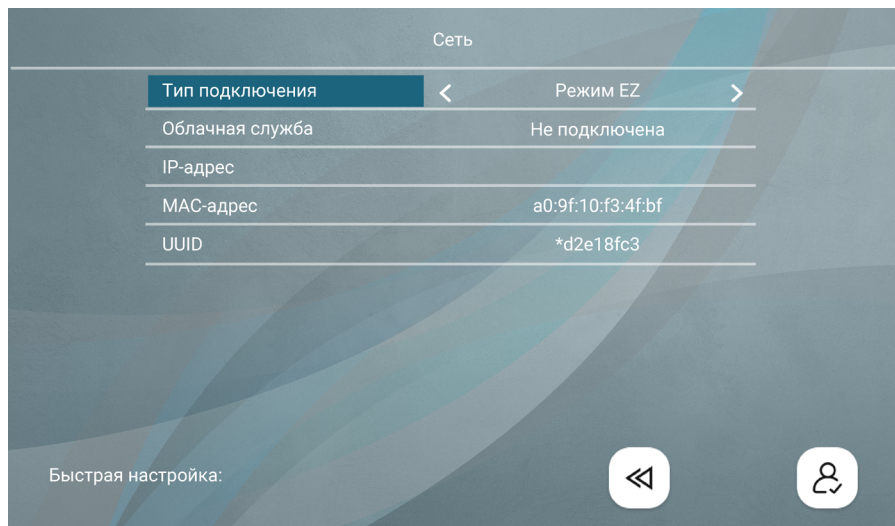 Сеть
Тип подключения Режим EZ
Облачная служба Не подключена
IP-адрес
MAC-адрес a0:9f:10:f3:4f:bf
UUID *d2e18fc3
Быстрая настройка: